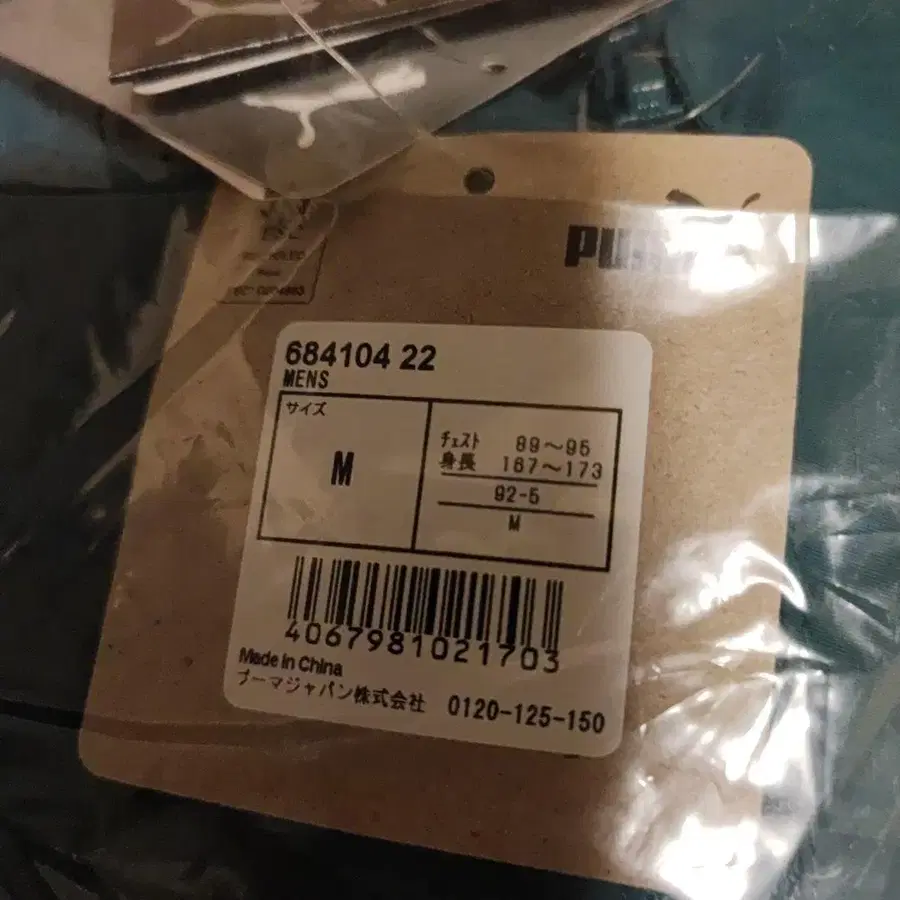 PUMA
684104 22
MENS
サイズ
M
チェスト 89～95
身長 167～173
92-5
M
4067981021703
Made in China
プーマジャパン株式会社 0120-125-150